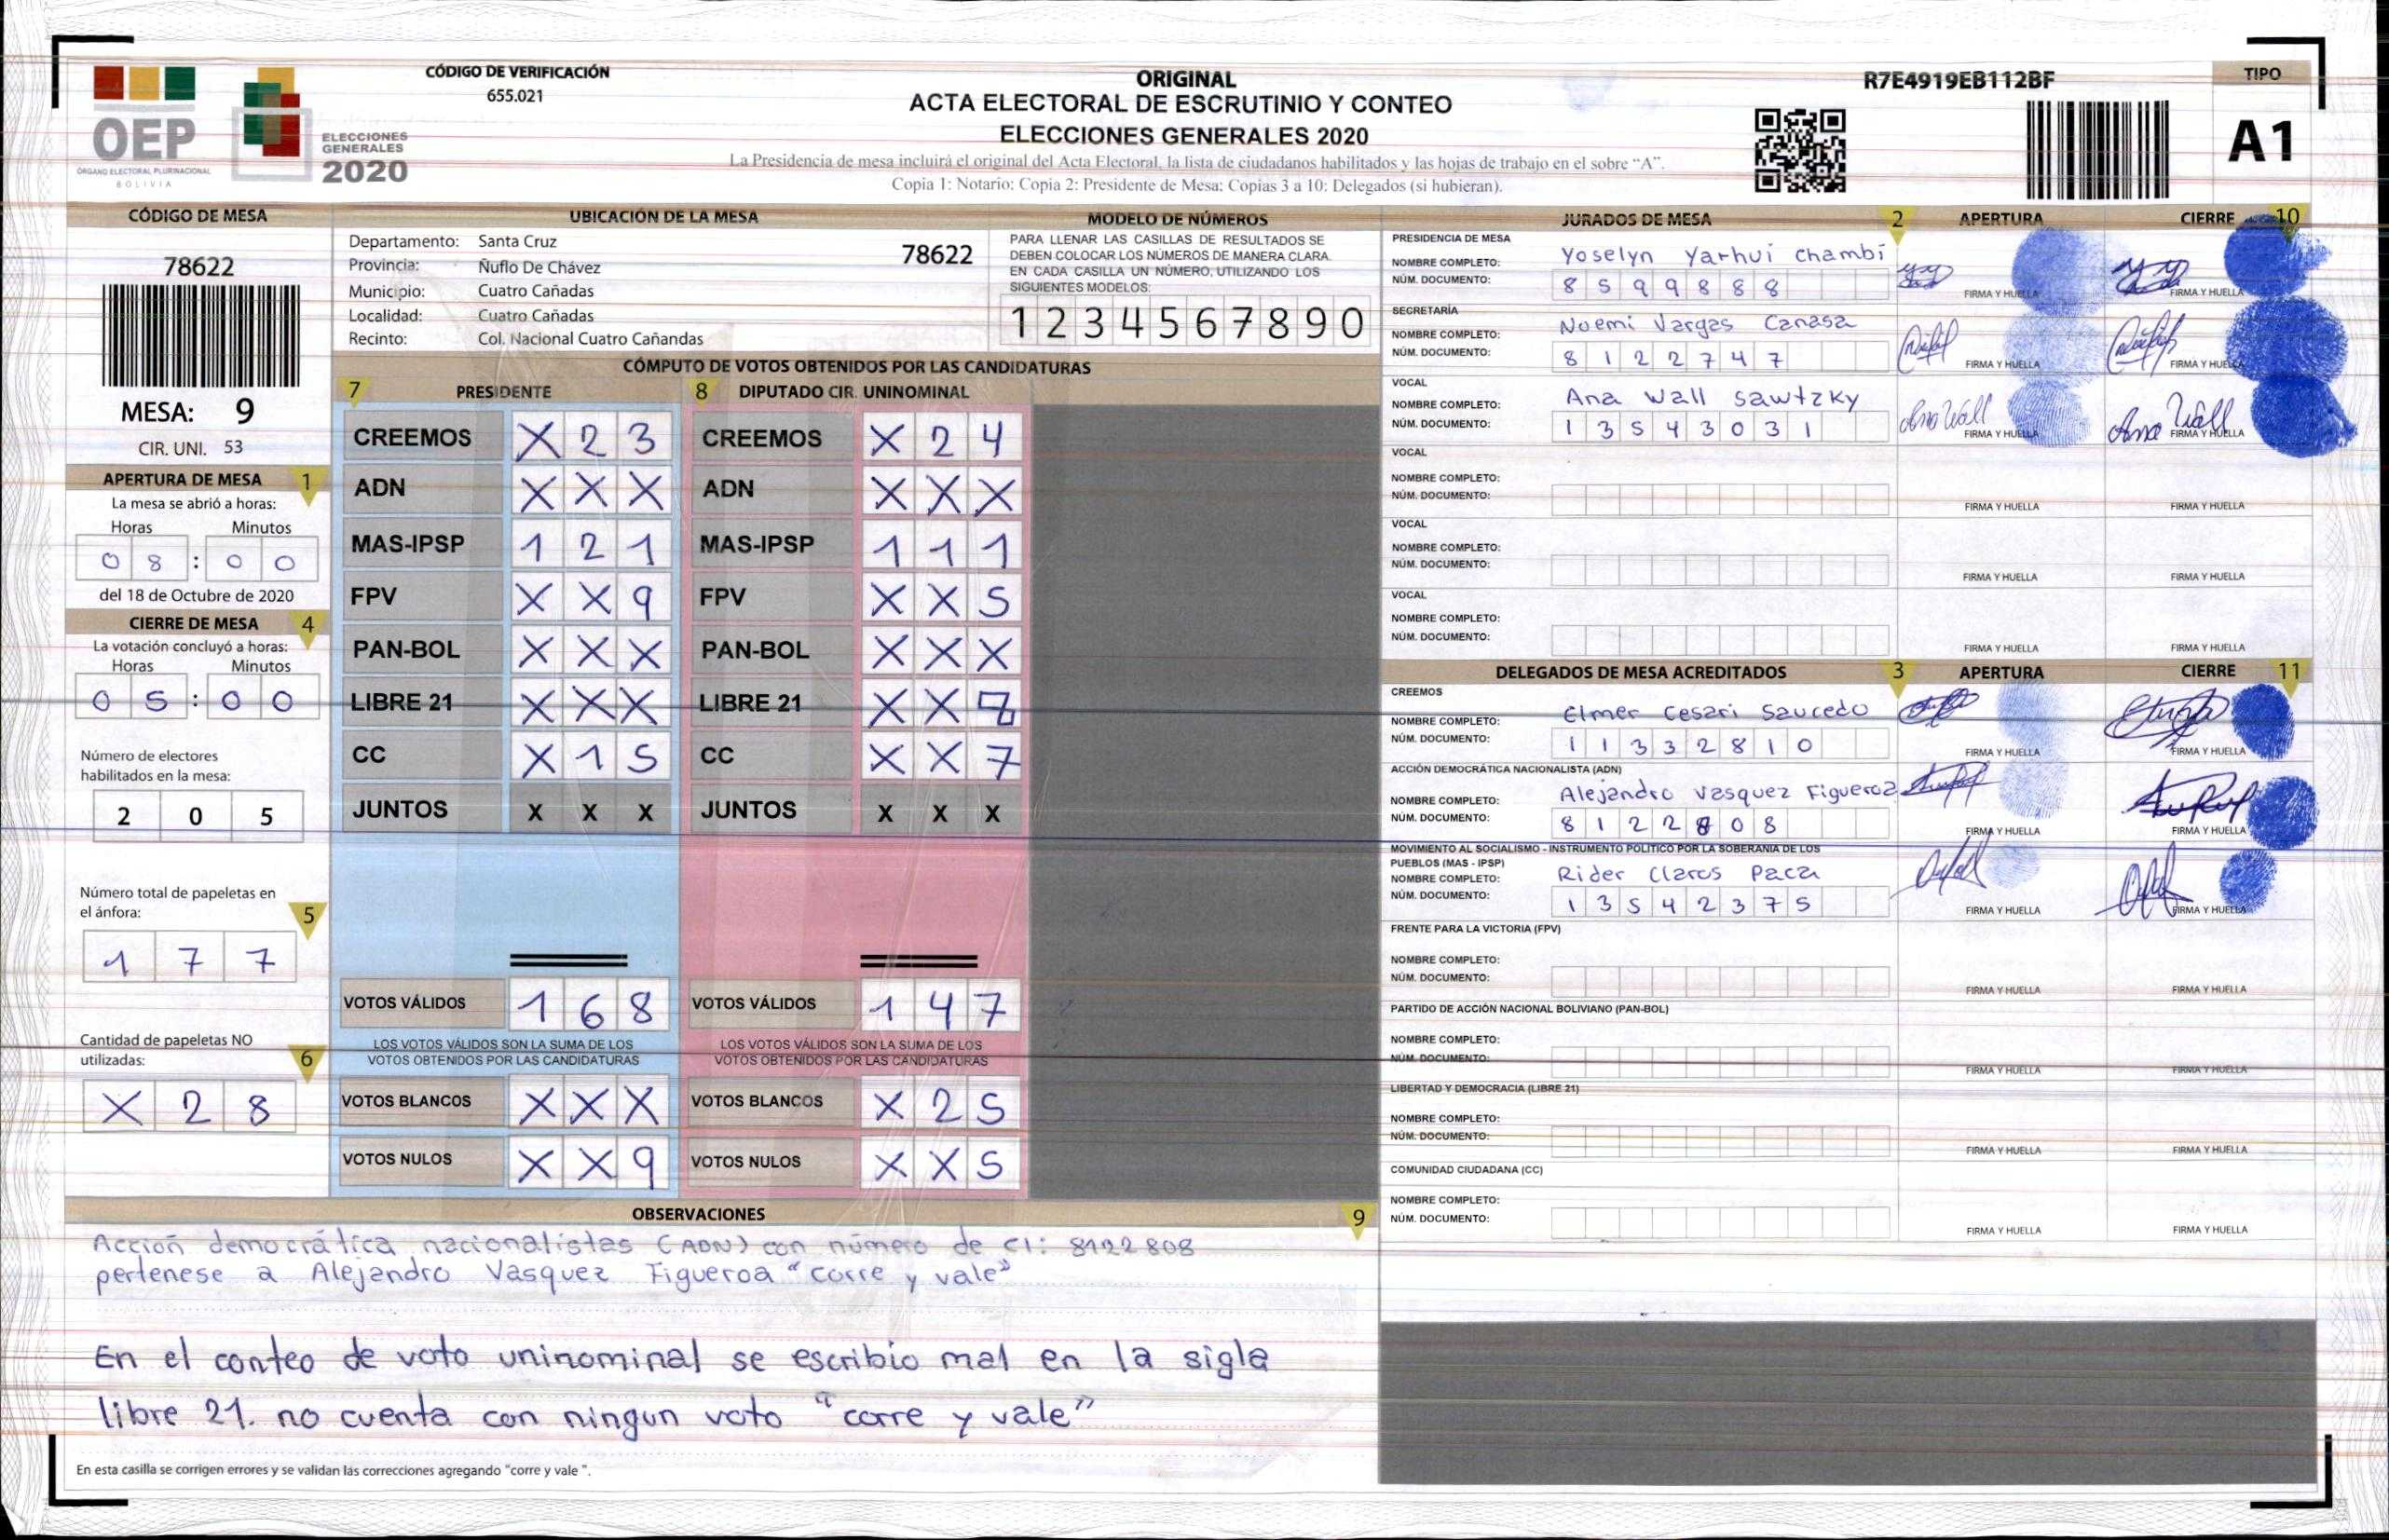 CÓDIGO DE VERIFICACIÓN
655.021
OEP
ÓRGANO ELECTORAL PLURINACIONAL
BOLIVIA
ELECCIONES
GENERALES
2020
ORIGINAL
ACTA ELECTORAL DE ESCRUTINIO Y CONTEO
ELECCIONES GENERALES 2020
La Presidencia de mesa incluirá el original del Acta Electoral, la lista de ciudadanos habilitados y las hojas de trabajo en el sobre “A”.
Copia 1: Notario: Copia 2: Presidente de Mesa: Copias 3 a 10: Delegados (si hubieran).
R7E4919EB112BF
TIPO
A1
CÓDIGO DE MESA
78622
MESA: 9
CIR. UNI. 53
APERTURA DE MESA 1
La mesa se abrió a horas:
Horas Minutos
0 8 : 0 0
del 18 de Octubre de 2020
CIERRE DE MESA 4
La votación concluyó a horas:
Horas Minutos
0 5 : 0 0
Número de electores
habilitados en la mesa:
2 0 5
Número total de papeletas en
el ánfora: 5
1 7 7
Cantidad de papeletas NO
utilizadas: 6
X 2 8
UBICACIÓN DE LA MESA
Departamento: Santa Cruz
78622
Provincia: Ñuflo De Chávez
Municipio: Cuatro Cañadas
Localidad: Cuatro Cañadas
Recinto: Col. Nacional Cuatro Cañandas
MODELO DE NÚMEROS
PARA LLENAR LAS CASILLAS DE RESULTADOS SE
DEBEN COLOCAR LOS NÚMEROS DE MANERA CLARA.
EN CADA CASILLA UN NÚMERO, UTILIZANDO LOS
SIGUIENTES MODELOS:
1 2 3 4 5 6 7 8 9 0
CÓMPUTO DE VOTOS OBTENIDOS POR LAS CANDIDATURAS
7 PRESIDENTE 8 DIPUTADO CIR. UNINOMINAL
CREEMOS X 2 3 CREEMOS X 2 4
ADN X X X ADN X X X
MAS-IPSP 1 2 1 MAS-IPSP 1 1 1
FPV X X 9 FPV X X 5
PAN-BOL X X X PAN-BOL X X X
LIBRE 21 X X X LIBRE 21 X X
CC X 1 5 CC X X 7
JUNTOS X X X JUNTOS X X X
VOTOS VÁLIDOS 1 6 8 VOTOS VÁLIDOS 1 4 7
LOS VOTOS VÁLIDOS SON LA SUMA DE LOS LOS VOTOS VÁLIDOS SON LA SUMA DE LOS
VOTOS OBTENIDOS POR LAS CANDIDATURAS VOTOS OBTENIDOS POR LAS CANDIDATURAS
VOTOS BLANCOS X X X VOTOS BLANCOS X 2 5
VOTOS NULOS X X 9 VOTOS NULOS X X 5
OBSERVACIONES 9
Acción democrática nacionalistas (ADN) con número de CI: 8122808
pertenese a Alejandro Vasquez Figueroa "corre y vale"
En el conteo de voto uninominal se escribio mal en la sigla
libre 21. no cuenta con ningun voto "corre y vale"
En esta casilla se corrigen errores y se validan las correcciones agregando "corre y vale ".
JURADOS DE MESA 2 APERTURA CIERRE 10
PRESIDENCIA DE MESA
NOMBRE COMPLETO: Yoselyn Yarhui chambi
NÚM. DOCUMENTO: 8 5 9 9 8 8 8
FIRMA Y HUELLA FIRMA Y HUELLA
SECRETARÍA
NOMBRE COMPLETO: Noemi Vargas Canasa
NÚM. DOCUMENTO: 8 1 2 2 7 4 7
FIRMA Y HUELLA FIRMA Y HUELLA
VOCAL
NOMBRE COMPLETO: Ana Wall Sawtzky
NÚM. DOCUMENTO: 1 3 5 4 3 0 3 1
Ana Wall Ana Wall
FIRMA Y HUELLA FIRMA Y HUELLA
VOCAL
NOMBRE COMPLETO:
NÚM. DOCUMENTO:
FIRMA Y HUELLA FIRMA Y HUELLA
VOCAL
NOMBRE COMPLETO:
NÚM. DOCUMENTO:
FIRMA Y HUELLA FIRMA Y HUELLA
VOCAL
NOMBRE COMPLETO:
NÚM. DOCUMENTO:
FIRMA Y HUELLA FIRMA Y HUELLA
DELEGADOS DE MESA ACREDITADOS 3 APERTURA CIERRE 11
CREEMOS
NOMBRE COMPLETO: Elmer Cesari Saucedo
NÚM. DOCUMENTO: 1 1 3 3 2 8 1 0
FIRMA Y HUELLA FIRMA Y HUELLA
ACCIÓN DEMOCRÁTICA NACIONALISTA (ADN)
NOMBRE COMPLETO: Alejandro Vasquez Figueroa
NÚM. DOCUMENTO: 8 1 2 2 8 0 8
FIRMA Y HUELLA FIRMA Y HUELLA
MOVIMIENTO AL SOCIALISMO - INSTRUMENTO POLÍTICO POR LA SOBERANÍA DE LOS
PUEBLOS (MAS - IPSP)
NOMBRE COMPLETO: Rider Claros Paca
NÚM. DOCUMENTO: 1 3 5 4 2 3 7 5
FIRMA Y HUELLA FIRMA Y HUELLA
FRENTE PARA LA VICTORIA (FPV)
NOMBRE COMPLETO:
NÚM. DOCUMENTO:
FIRMA Y HUELLA FIRMA Y HUELLA
PARTIDO DE ACCIÓN NACIONAL BOLIVIANO (PAN-BOL)
NOMBRE COMPLETO:
NÚM. DOCUMENTO:
FIRMA Y HUELLA FIRMA Y HUELLA
LIBERTAD Y DEMOCRACIA (LIBRE 21)
NOMBRE COMPLETO:
NÚM. DOCUMENTO:
FIRMA Y HUELLA FIRMA Y HUELLA
COMUNIDAD CIUDADANA (CC)
NOMBRE COMPLETO:
NÚM. DOCUMENTO:
FIRMA Y HUELLA FIRMA Y HUELLA